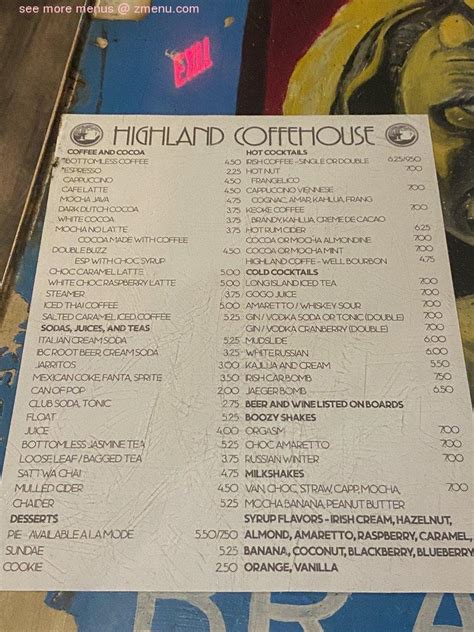 see more menus @ zmenu.com
HIGHLAND COFFEHOUSE
COFFEE AND COCOA
BOTTOMLESS COFFEE 4.50
ESPRESSO 2.25
CAPPUCCINO 4.50
CAFE LATTE 4.50
MOCHA JAVA 4.75
DARK DUTCH COCOA 3.75
WHITE COCOA 3.75
MOCHA NO LATTE 4.75
COCOA MADE WITH COFFEE
DOUBLE BUZZ 4.50
ESP WITH CHOC SYRUP
CHOC CARAMEL LATTE 5.00
WHITE CHOC RASPBERRY LATTE 5.00
STEAMER 3.75
ICED THAI COFFEE 5.00
SALTED CARAMEL ICED COFFEE 5.25
SODAS, JUICES, AND TEAS
ITALIAN CREAM SODA 5.25
IBC ROOT BEER, CREAM SODA 3.25
JARRITOS 3.00
MEXICAN COKE, FANTA, SPRITE 3.50
CAN OF POP 2.00
CLUB SODA, TONIC 2.75
FLOAT 5.25
JUICE 4.00
BOTTOMLESS JASMINE TEA 5.25
LOOSE LEAF / BAGGED TEA 3.75
SATTWA CHAI 4.75
MULLED CIDER 4.50
CHAIDER 5.25
DESSERTS
PIE - AVAILABLE A LA MODE 5.50/7.50
SUNDAE 5.25
COOKIE 2.50
HOT COCKTAILS
IRISH COFFEE - SINGLE OR DOUBLE 6.25/9.50
HOT NUT 7.00
FRANGELICO
CAPPUCCINO VIENNESE 7.00
COGNAC, AMAR, KAHLUA, FRANG
KEOKE COFFEE 7.00
BRANDY, KAHLUA, CREME DE CACAO
HOT RUM CIDER 6.25
COCOA OR MOCHA ALMONDINE 7.00
COCOA OR MOCHA MINT 7.00
HIGHLAND COFFE - WELL BOURBON 4.75
COLD COCKTAILS
LONG ISLAND ICED TEA 7.00
GOGO JUICE 7.00
AMARETTO / WHISKEY SOUR 7.00
GIN / VODKA SODA OR TONIC (DOUBLE) 7.00
GIN / VODKA CRANBERRY (DOUBLE) 7.00
MUDSLIDE 6.00
WHITE RUSSIAN 6.00
KAJLUA AND CREAM 5.50
IRISH CAR BOMB 7.50
JAEGER BOMB 6.50
BEER AND WINE LISTED ON BOARDS
BOOZY SHAKES
ORGASM 7.00
CHOC AMARETTO 7.00
RUSSIAN WINTER 7.00
MILKSHAKES
VAN, CHOC, STRAW, CAPP, MOCHA, 7.00
MOCHA BANANA, PEANUT BUTTER
SYRUP FLAVORS - IRISH CREAM, HAZELNUT,
ALMOND, AMARETTO, RASPBERRY, CARAMEL,
BANANA, COCONUT, BLACKBERRY, BLUEBERRY
ORANGE, VANILLA